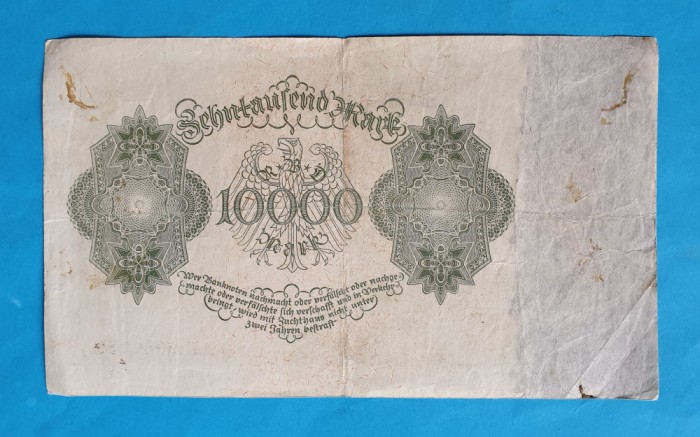 Zehntausend Mark
R * B * D
10000
Mark
Wer Banknoten nachmacht oder verfälscht oder nachge-
machte oder verfälschte sich verschafft und in Verkehr
bringt, wird mit Zuchthaus nicht unter
zwei Jahren bestraft